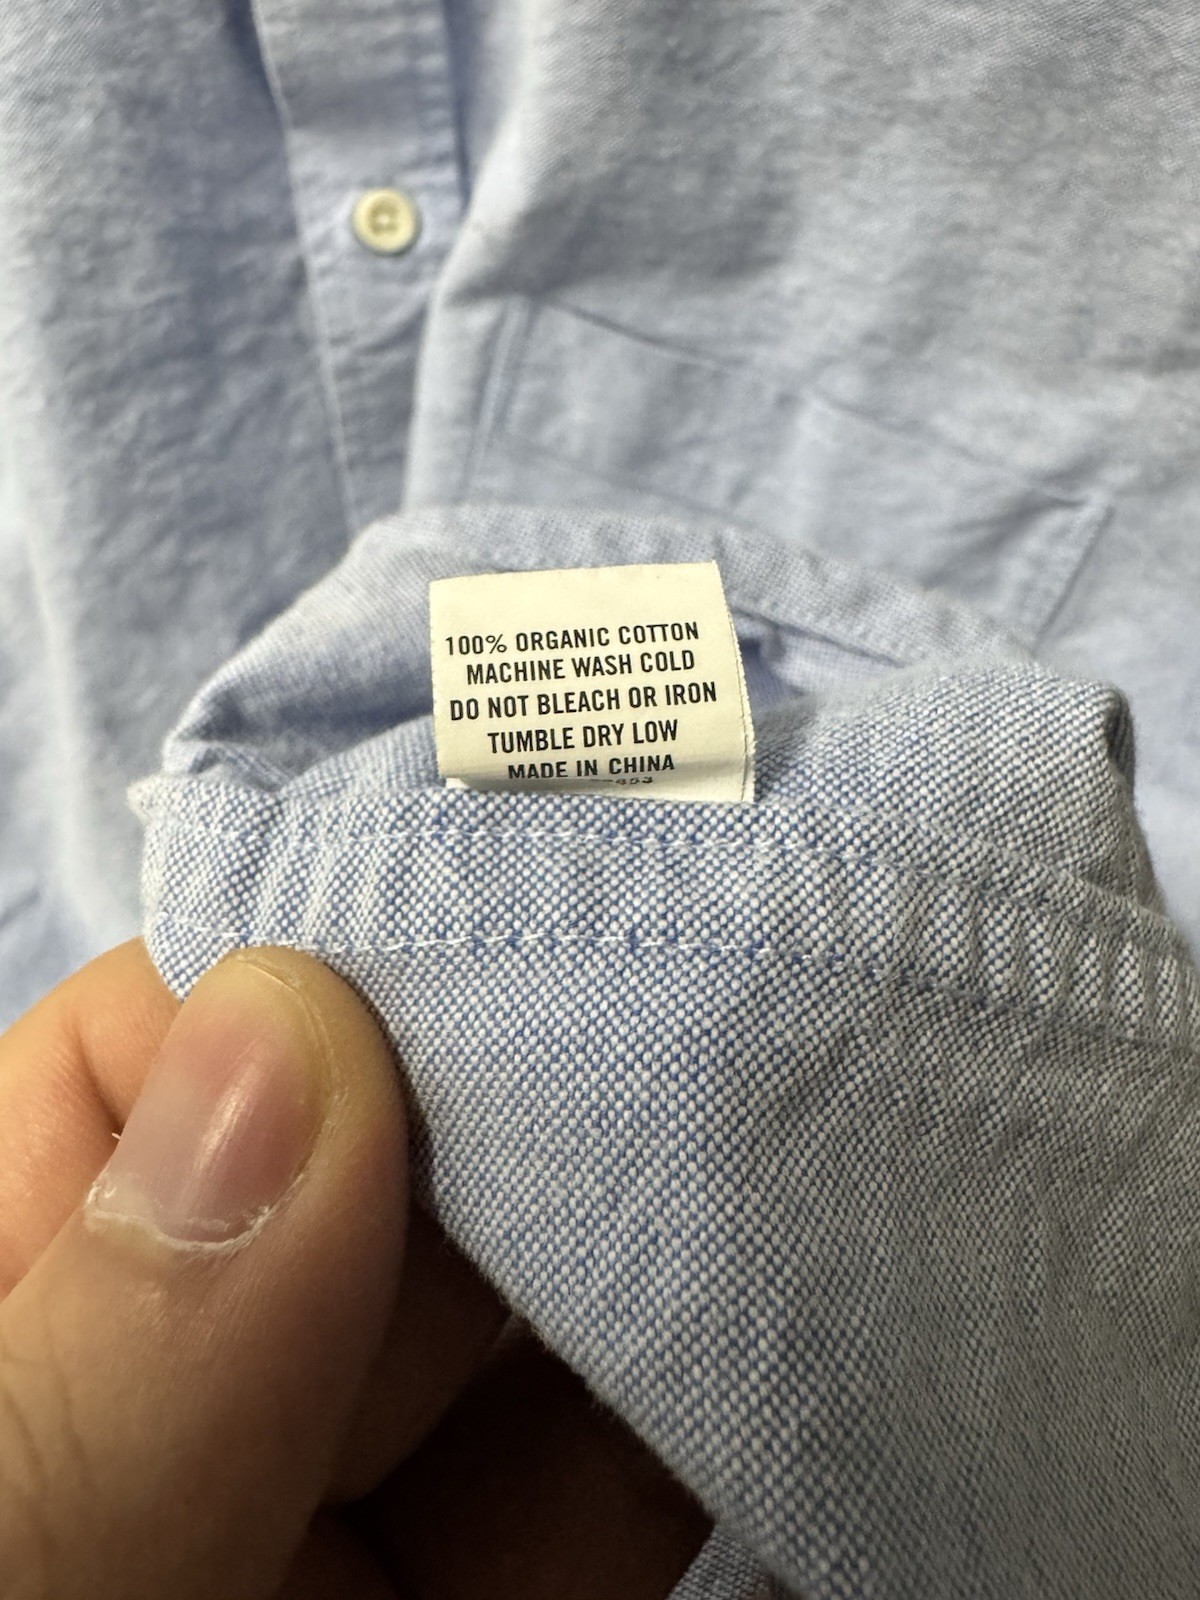 100% ORGANIC COTTON
MACHINE WASH COLD
DO NOT BLEACH OR IRON
TUMBLE DRY LOW
MADE IN CHINA